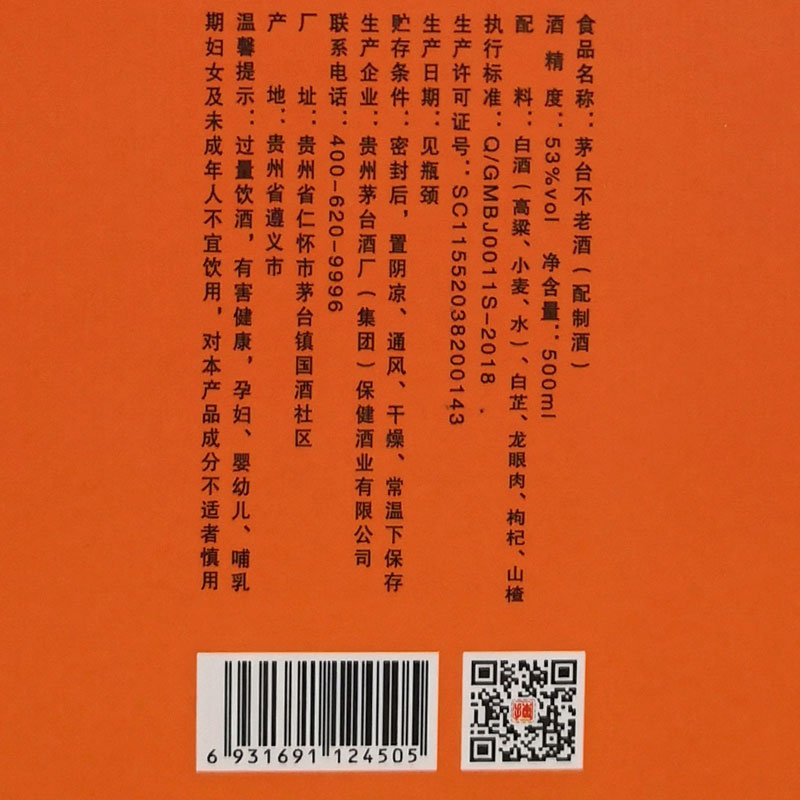 食品名称：茅台不老酒（配制酒）
酒精度：53%vol 净含量：500ml
配料：白酒（高粱、小麦、水）、白芷、龙眼肉、枸杞、山楂
执行标准：Q/GMBJ0011S-2018
生产许可证号：SC11552038200143
生产日期：见瓶颈
贮存条件：密封后，置阴凉、通风、干燥、常温下保存
生产企业：贵州茅台酒厂（集团）保健酒业有限公司
联系电话：400-620-9996
厂址：贵州省仁怀市茅台镇国酒社区
产地：贵州省遵义市
温馨提示：过量饮酒，有害健康，孕妇、婴幼儿、哺乳
期妇女及未成年人不宜饮用，对本产品成分不适者慎用
6 931691 124505